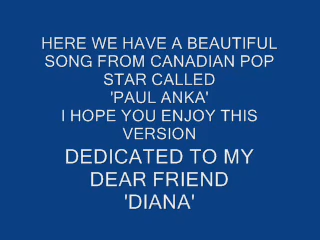 HERE WE HAVE A BEAUTIFUL
SONG FROM CANADIAN POP
STAR CALLED
'PAUL ANKA'
I HOPE YOU ENJOY THIS
VERSION
DEDICATED TO MY
DEAR FRIEND
'DIANA'